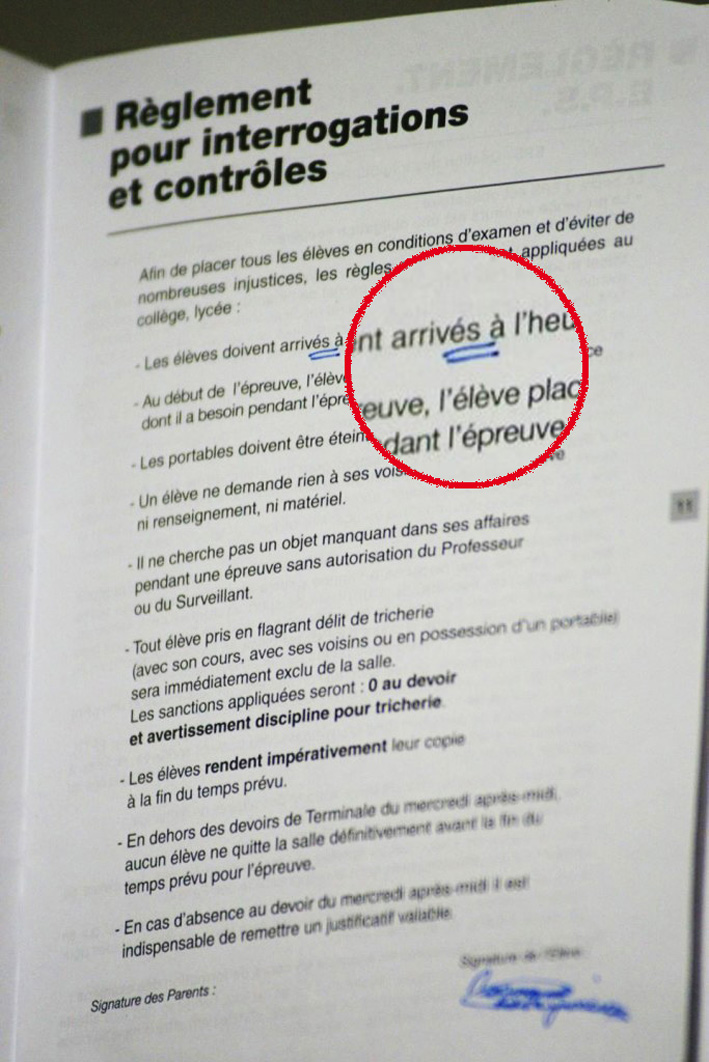 Règlement
pour interrogations
et contrôles
Afin de placer tous les élèves en conditions d'examen et d'éviter de
nombreuses injustices, les règles appliquées au
collège, lycée :
- Les élèves doivent arrivés à
- Au début de l'épreuve, l'élève
dont il a besoin pendant
- Les portables doivent être
- Un élève ne demande rien à ses
ni renseignement, ni matériel.
- Il ne cherche pas un objet manquant dans ses affaires
pendant une épreuve sans autorisation du Professeur
ou du Surveillant.
- Tout élève pris en flagrant délit de tricherie
(avec son cours, avec ses voisins ou en possession d'un portable)
sera immédiatement exclu de la salle.
Les sanctions appliquées seront : 0 au devoir
et avertissement discipline pour tricherie.
- Les élèves rendent impérativement leur copie
à la fin du temps prévu.
- En dehors des devoirs de Terminale du mercredi après-midi,
aucun élève ne quitte la salle définitivement avant la fin du
temps prévu pour l'épreuve.
- En cas d'absence au devoir du mercredi après-midi il est
indispensable de remettre un justificatif valable.
Signature des Parents :
Signature de l'élève
ent arrivés à l'heu
reuve, l'élève plac
dant l'épreuve
11